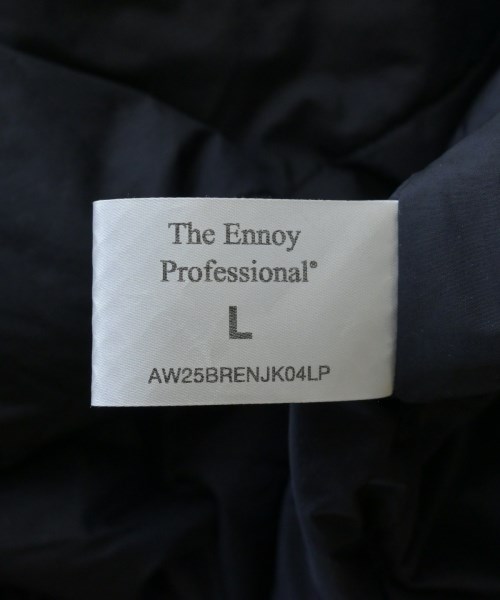 The Ennoy
Professional®
L
AW25BRENJK04LP